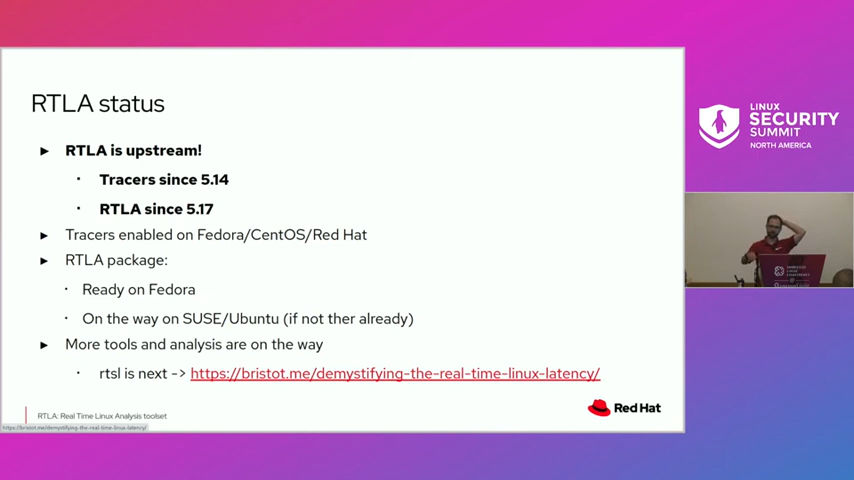 RTLA status
► RTLA is upstream!
· Tracers since 5.14
· RTLA since 5.17
► Tracers enabled on Fedora/CentOS/Red Hat
► RTLA package:
· Ready on Fedora
· On the way on SUSE/Ubuntu (if not ther already)
► More tools and analysis are on the way
· rtsl is next -> https://bristot.me/demystifying-the-real-time-linux-latency/
RTLA: Real Time Linux Analysis toolset
Red Hat
https://bristot.me/demystifying-the-real-time-linux-latency/
LINUX
SECURITY
SUMMIT
NORTH AMERICA